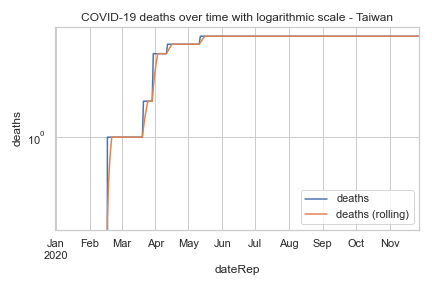 COVID-19 deaths over time with logarithmic scale - Taiwan
deaths
10⁰
deaths
deaths (rolling)
Jan Feb Mar Apr May Jun Jul Aug Sep Oct Nov
2020
dateRep